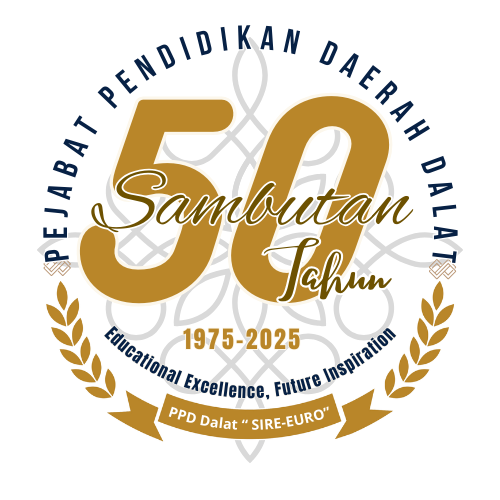 PEJABAT PENDIDIKAN DAERAH DALAT
50
Sambutan
Tahun
1975-2025
Educational Excellence, Future Inspiration
PPD Dalat “ SIRE-EURO”